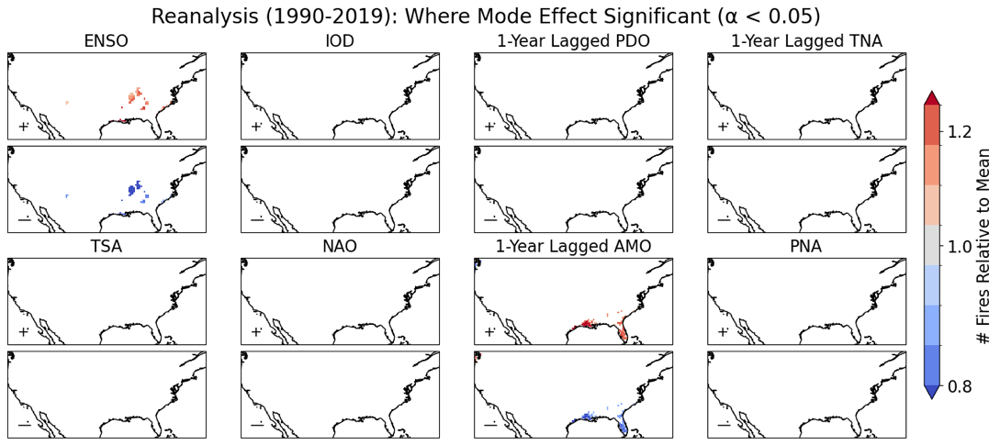 Reanalysis (1990-2019): Where Mode Effect Significant (α < 0.05)
ENSO IOD 1-Year Lagged PDO 1-Year Lagged TNA
+ + + +
— — — —
TSA NAO 1-Year Lagged AMO PNA
+ + + +
— — — —
1.2
1.0
0.8
# Fires Relative to Mean